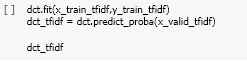 [ ] dct.fit(x_train_tfidf,y_train_tfidf)
dct_tfidf = dct.predict_proba(x_valid_tfidf)
dct_tfidf